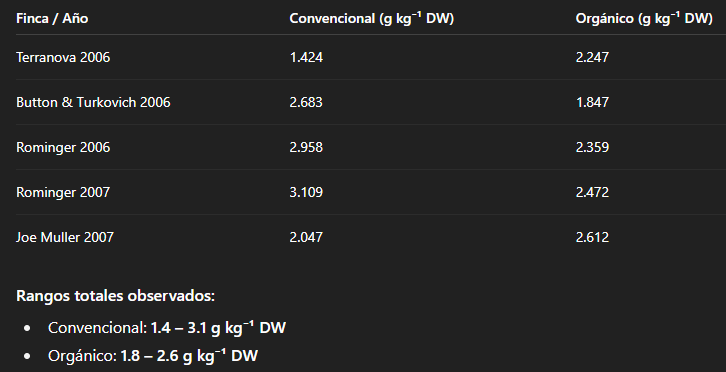 Finca / Año Convencional (g kg⁻¹ DW) Orgánico (g kg⁻¹ DW)
Terranova 2006 1.424 2.247
Button & Turkovich 2006 2.683 1.847
Rominger 2006 2.958 2.359
Rominger 2007 3.109 2.472
Joe Muller 2007 2.047 2.612
Rangos totales observados:
• Convencional: 1.4 – 3.1 g kg⁻¹ DW
• Orgánico: 1.8 – 2.6 g kg⁻¹ DW